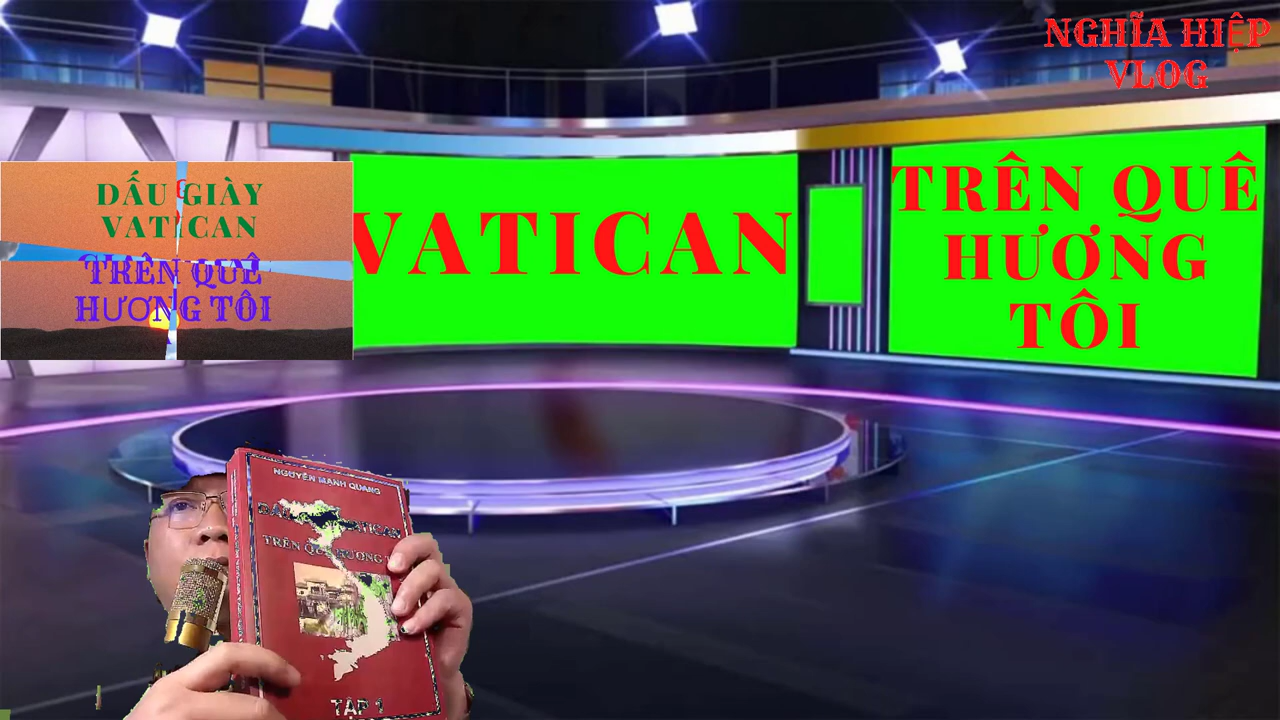 NGHĨA HIỆP
VLOG
DẤU GIÀY
VATICAN
TRÊN QUÊ
HƯƠNG TÔI
VATICAN
TRÊN QUÊ
HƯƠNG
TÔI
NGUYỄN MẠNH QUANG
TRÊN QUÊ HƯƠNG
TẬP 1